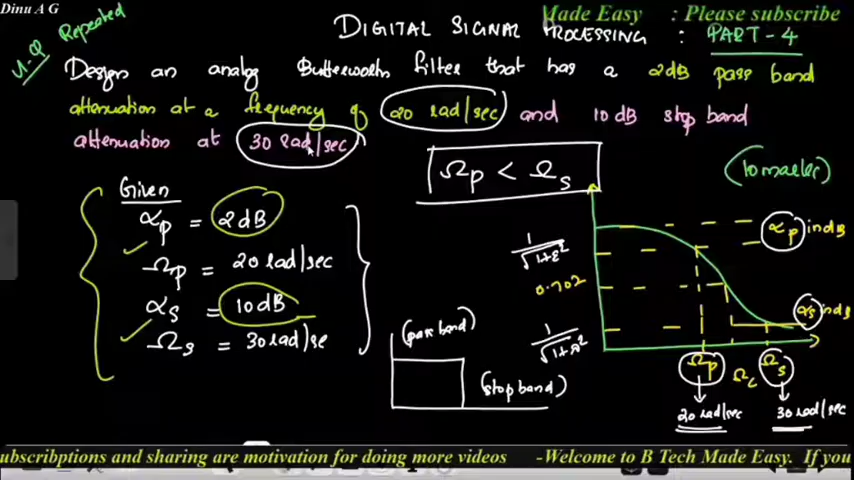 Dinu A G
Made Easy : Please subscribe
U.Q Repeated
DIGITAL SIGNAL PROCESSING : PART-4
Design an analog Butterworth filter that has a 2dB pass band
attenuation at a frequency of 20 rad/sec and 10 dB stop band
attenuation at 30 rad/sec
Ωp < Ωs
(10 marks)
Given
αp = 2dB
Ωp = 20 rad/sec
αs = 10dB
Ωs = 30 rad/se
(pass band)
(stop band)
1/√1+ε²
0.707
1/√1+λ²
αp in dB
αs in dB
Ωp Ωc Ωs
20 rad/sec 30 rad/sec
ubscribptions and sharing are motivation for doing more videos -Welcome to B Tech Made Easy. If you